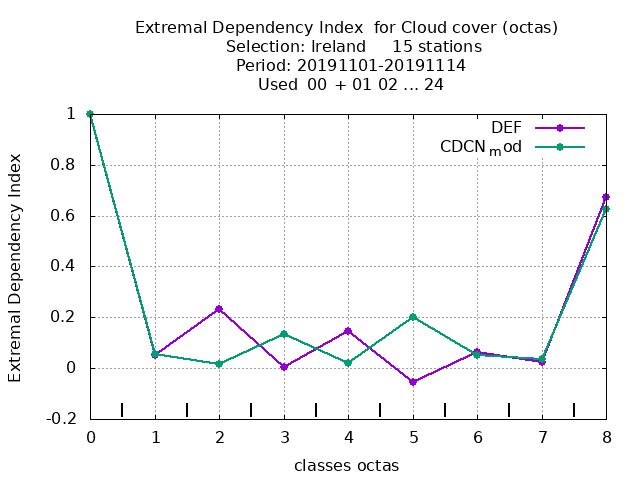 Extremal Dependency Index for Cloud cover (octas)
Selection: Ireland 15 stations
Period: 20191101-20191114
Used 00 + 01 02 ... 24
DEF
CDCNmod
Extremal Dependency Index
1
0.8
0.6
0.4
0.2
0
-0.2
0 1 2 3 4 5 6 7 8
classes octas